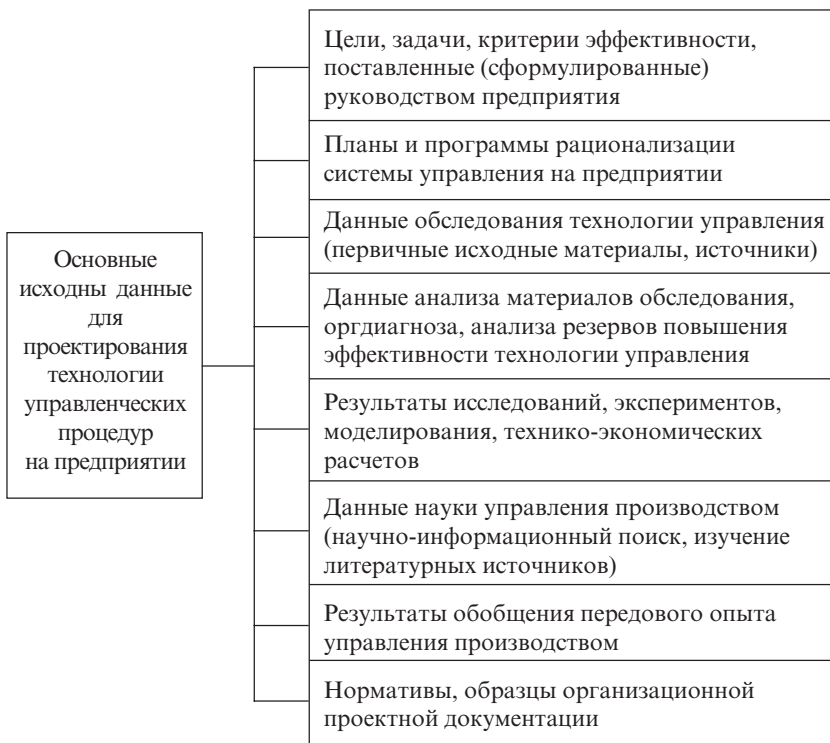 Основные
исходны данные
для
проектирования
технологии
управленческих
процедур
на предприятии
Цели, задачи, критерии эффективности,
поставленные (сформулированные)
руководством предприятия
Планы и программы рационализации
системы управления на предприятии
Данные обследования технологии управления
(первичные исходные материалы, источники)
Данные анализа материалов обследования,
оргдиагноза, анализа резервов повышения
эффективности технологии управления
Результаты исследований, экспериментов,
моделирования, технико-экономических
расчетов
Данные науки управления производством
(научно-информационный поиск, изучение
литературных источников)
Результаты обобщения передового опыта
управления производством
Нормативы, образцы организационной
проектной документации